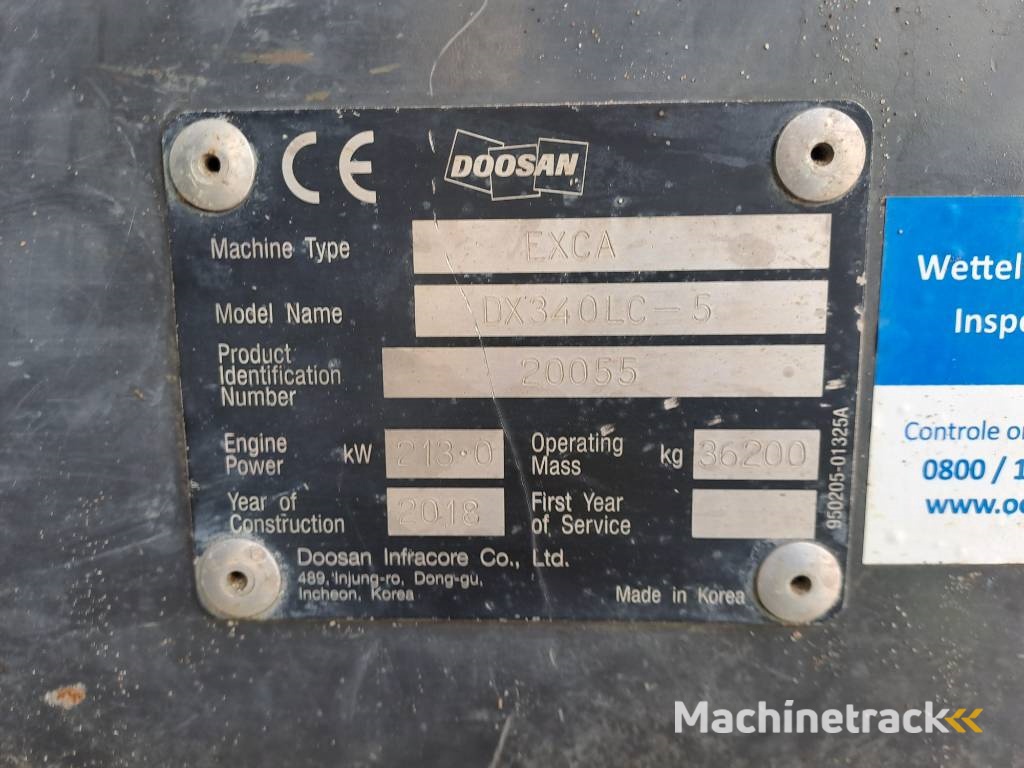 CE DOOSAN
Machine Type EXCA
Model Name DX340LC-5
Product
Identification
Number 20055
Engine
Power kW 213.0
Operating
Mass kg 36200
Year of
Construction 2018
First Year
of Service
Doosan Infracore Co., Ltd.
489, Injung-ro, Dong-gu,
Incheon, Korea
Made in Korea
950205-01325A
Wettel
Inspe
Controle o
0800 / 1
www.o
Machinetrack